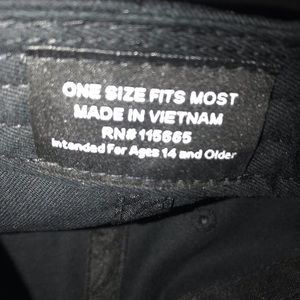 ONE SIZE FITS MOST
MADE IN VIETNAM
RN# 115665
Intended For Ages 14 and Older